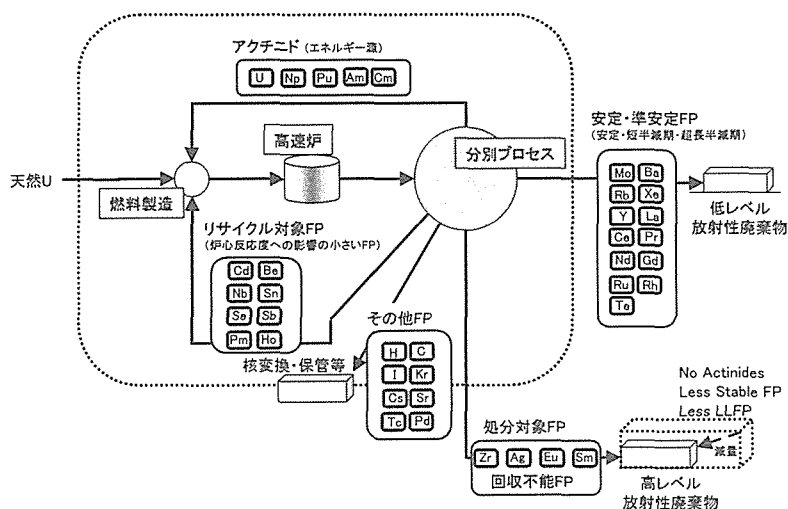 アクチニド (エネルギー源)
U Np Pu Am Cm
高速炉
分別プロセス
天然U
燃料製造
安定・準安定FP
(安定・短半減期・超長半減期)
Mo Ba
Rb Xe
Y La
Ce Pr
Nd Gd
Ru Rh
Te
低レベル
放射性廃棄物
リサイクル対象FP
(炉心反応度への影響の小さいFP)
Cd Be
Nb Sn
Se Sb
Pm Ho
その他FP
H C
I Kr
Cs Sr
Tc Pd
核変換・保管等
処分対象FP
Zr Ag Eu Sm
回収不能FP
No Actinides
Less Stable FP
Less LLFP
減量
高レベル
放射性廃棄物